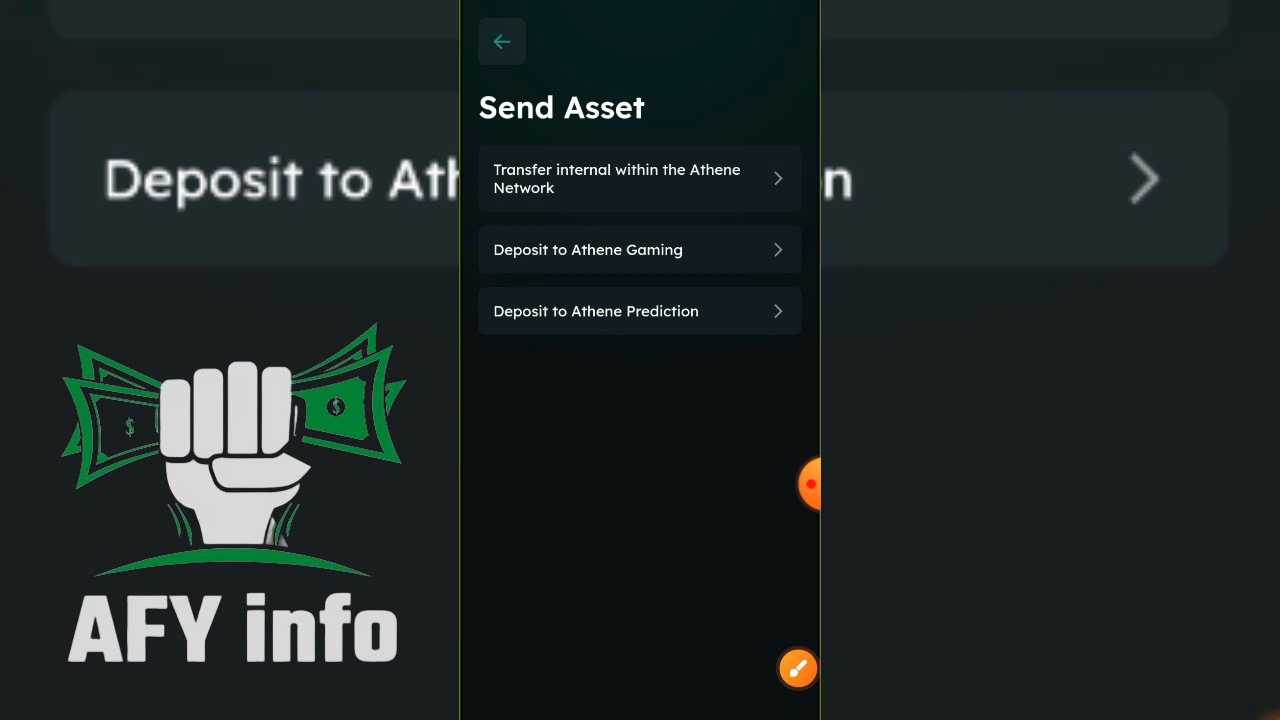 Send Asset
Transfer internal within the Athene
Network
Deposit to Athene Gaming
Deposit to Athene Prediction
Deposit to Ath
n
$
$
AFY info